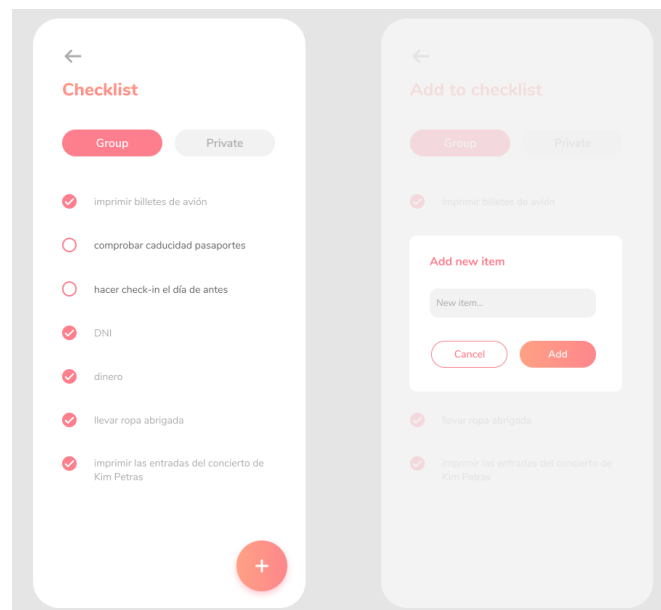 Checklist
Group
Private
imprimir billetes de avión
comprobar caducidad pasaportes
hacer check-in el día de antes
DNI
dinero
llevar ropa abrigada
imprimir las entradas del concierto de
Kim Petras
Add to checklist
Group
Private
imprimir billetes de avión
Add new item
New item...
Cancel
Add
llevar ropa abrigada
imprimir las entradas del concierto de
Kim Petras